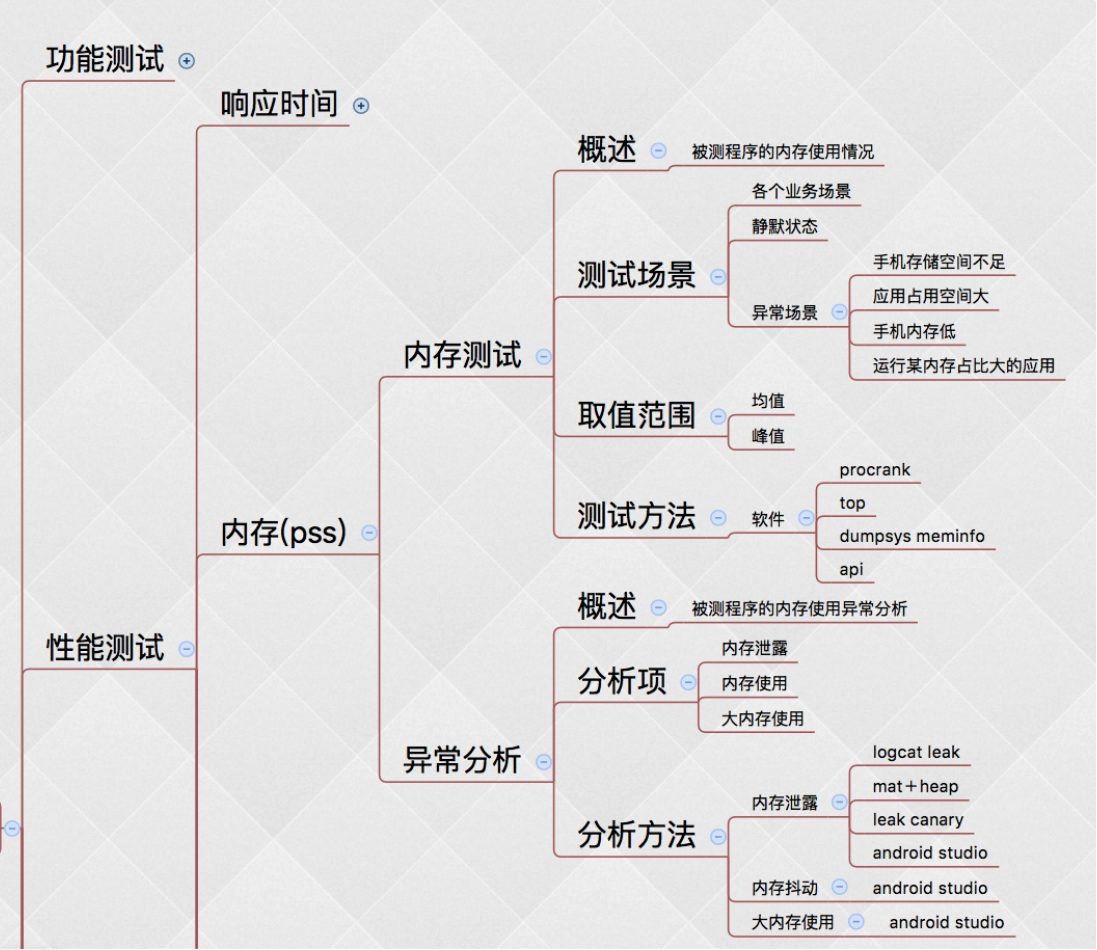 功能测试
响应时间
概述
被测程序的内存使用情况
各个业务场景
静默状态
测试场景
手机存储空间不足
应用占用空间大
异常场景
手机内存低
运行某内存占比大的应用
内存测试
取值范围
均值
峰值
procrank
top
测试方法
软件
dumpsys meminfo
api
内存(pss)
概述
被测程序的内存使用异常分析
性能测试
内存泄露
分析项
内存使用
大内存使用
异常分析
logcat leak
mat＋heap
内存泄露
leak canary
分析方法
android studio
内存抖动
android studio
大内存使用
android studio